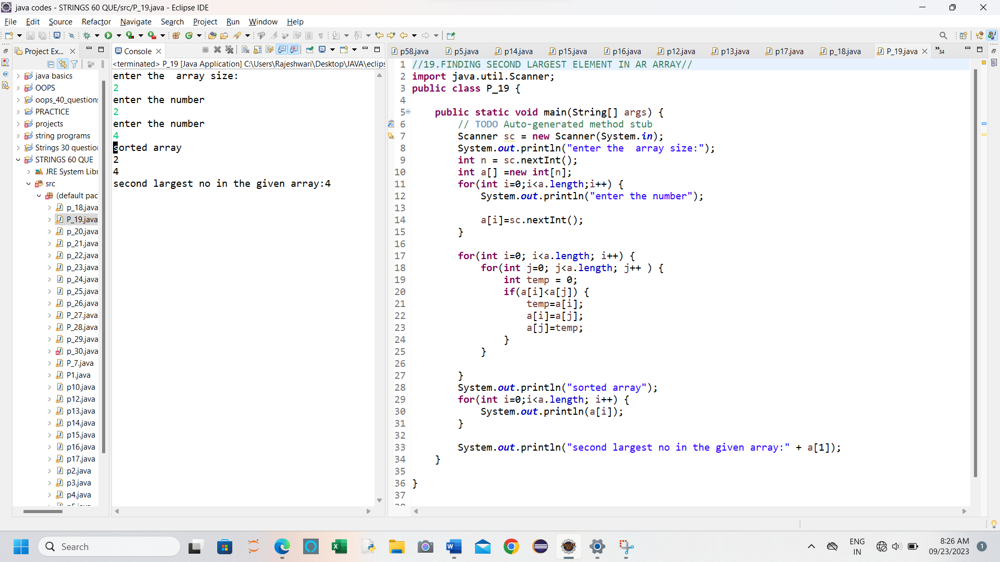 java codes - STRINGS 60 QUE/src/P_19.java - Eclipse IDE
File Edit Source Refactor Navigate Search Project Run Window Help
Project Ex...
java basics
OOPS
oops_40_questions
PRACTICE
projects
string programs
Strings 30 question
STRINGS 60 QUE
JRE System Libr
src
(default pac
p_18.java
P_19.java
p_20.java
p_21.java
p_22.java
p_23.java
p_24.java
p_25.java
p_26.java
P_27.java
P_28.java
p_29.java
p_30.java
P_7.java
P1.java
p10.java
p12.java
p13.java
p14.java
p15.java
p16.java
p17.java
p2.java
p3.java
p4.java
Console
<terminated> P_19 [Java Application] C:\Users\Rajeshwari\Desktop\JAVA\eclips
enter the  array size:
2
enter the number
2
enter the number
4
sorted array
2
4
second largest no in the given array:4
p58.java p5.java p14.java p15.java p16.java p12.java p13.java p17.java p_18.java P_19.java »34
1 //19.FINDING SECOND LARGEST ELEMENT IN AR ARRAY//
2 import java.util.Scanner;
3 public class P_19 {
4
5     public static void main(String[] args) {
6         // TODO Auto-generated method stub
7         Scanner sc = new Scanner(System.in);
8         System.out.println("enter the  array size:");
9         int n = sc.nextInt();
10         int a[] =new int[n];
11         for(int i=0;i<a.length;i++) {
12             System.out.println("enter the number");
13
14             a[i]=sc.nextInt();
15         }
16
17         for(int i=0; i<a.length; i++) {
18             for(int j=0; j<a.length; j++ ) {
19                 int temp = 0;
20                 if(a[i]<a[j]) {
21                     temp=a[i];
22                     a[i]=a[j];
23                     a[j]=temp;
24                 }
25             }
26
27         }
28         System.out.println("sorted array");
29         for(int i=0;i<a.length; i++) {
30             System.out.println(a[i]);
31         }
32
33         System.out.println("second largest no in the given array:" + a[1]);
34     }
35
36 }
37
Search
ENG
IN
8:26 AM
09/23/2023
1